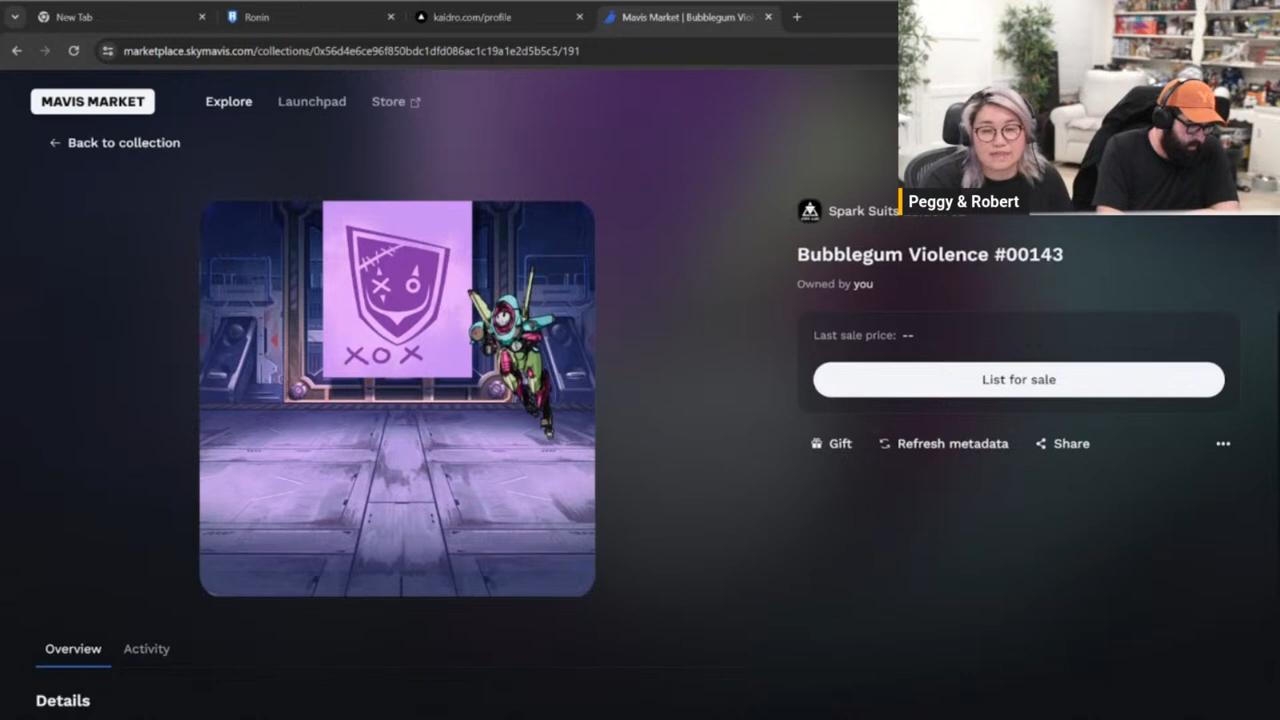 New Tab
Ronin
kaidro.com/profile
Mavis Market | Bubblegum Viol
marketplace.skymavis.com/collections/0x56d4e6ce96f850bdc1dfd086ac1c19a1e2d5b5c5/191
MAVIS MARKET
Explore
Launchpad
Store
Back to collection
XOX
Peggy & Robert
Spark Suits
Bubblegum Violence #00143
Owned by you
Last sale price: --
List for sale
Gift
Refresh metadata
Share
Overview
Activity
Details